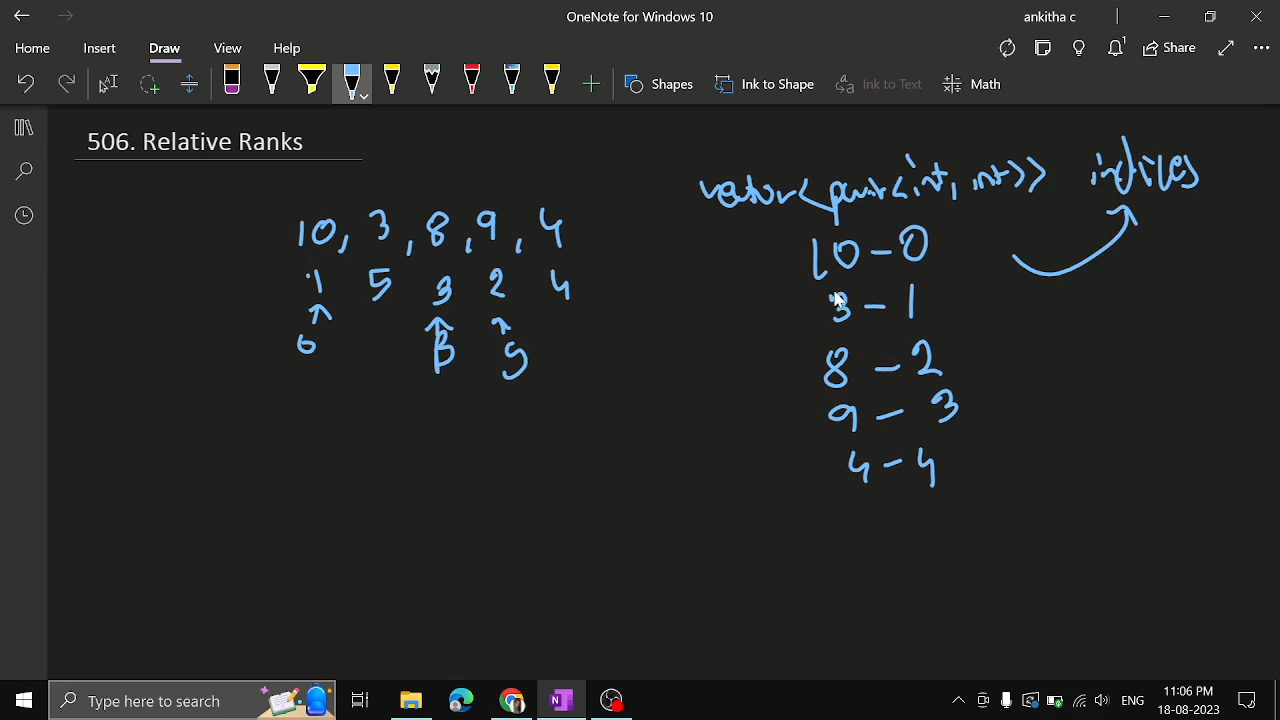 OneNote for Windows 10
ankitha c
Home Insert Draw View Help
Share
Shapes Ink to Shape Ink to Text Math
506. Relative Ranks
vector<pair<int, int>> indices
10, 3, 8, 9, 4
1 5 3 2 4
G B S
10 - 0
3 - 1
8 - 2
9 - 3
4 - 4
Type here to search
ENG
11:06 PM
18-08-2023